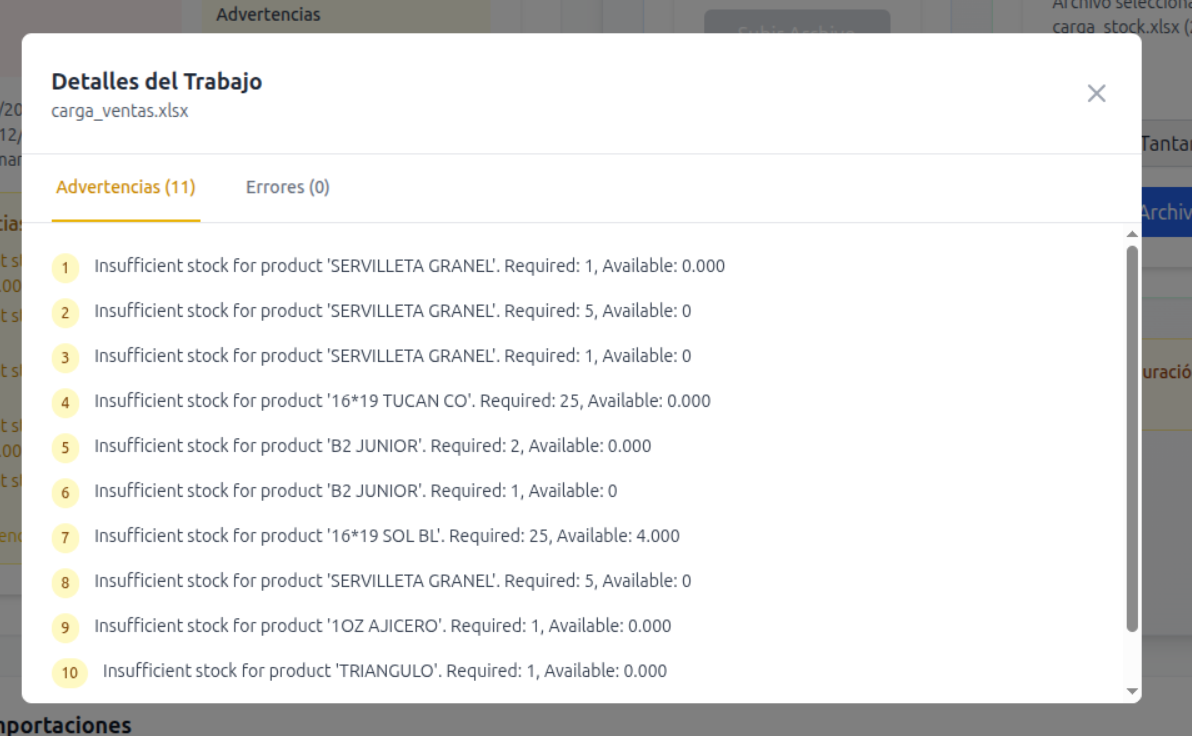 Advertencias
Subir Archivo
carga_stock.xlsx (
Detalles del Trabajo
carga_ventas.xlsx
Advertencias (11)
Errores (0)
1 Insufficient stock for product 'SERVILLETA GRANEL'. Required: 1, Available: 0.000
2 Insufficient stock for product 'SERVILLETA GRANEL'. Required: 5, Available: 0
3 Insufficient stock for product 'SERVILLETA GRANEL'. Required: 1, Available: 0
4 Insufficient stock for product '16*19 TUCAN CO'. Required: 25, Available: 0.000
5 Insufficient stock for product 'B2 JUNIOR'. Required: 2, Available: 0.000
6 Insufficient stock for product 'B2 JUNIOR'. Required: 1, Available: 0
7 Insufficient stock for product '16*19 SOL BL'. Required: 25, Available: 4.000
8 Insufficient stock for product 'SERVILLETA GRANEL'. Required: 5, Available: 0
9 Insufficient stock for product '1OZ AJICERO'. Required: 1, Available: 0.000
10 Insufficient stock for product 'TRIANGULO'. Required: 1, Available: 0.000